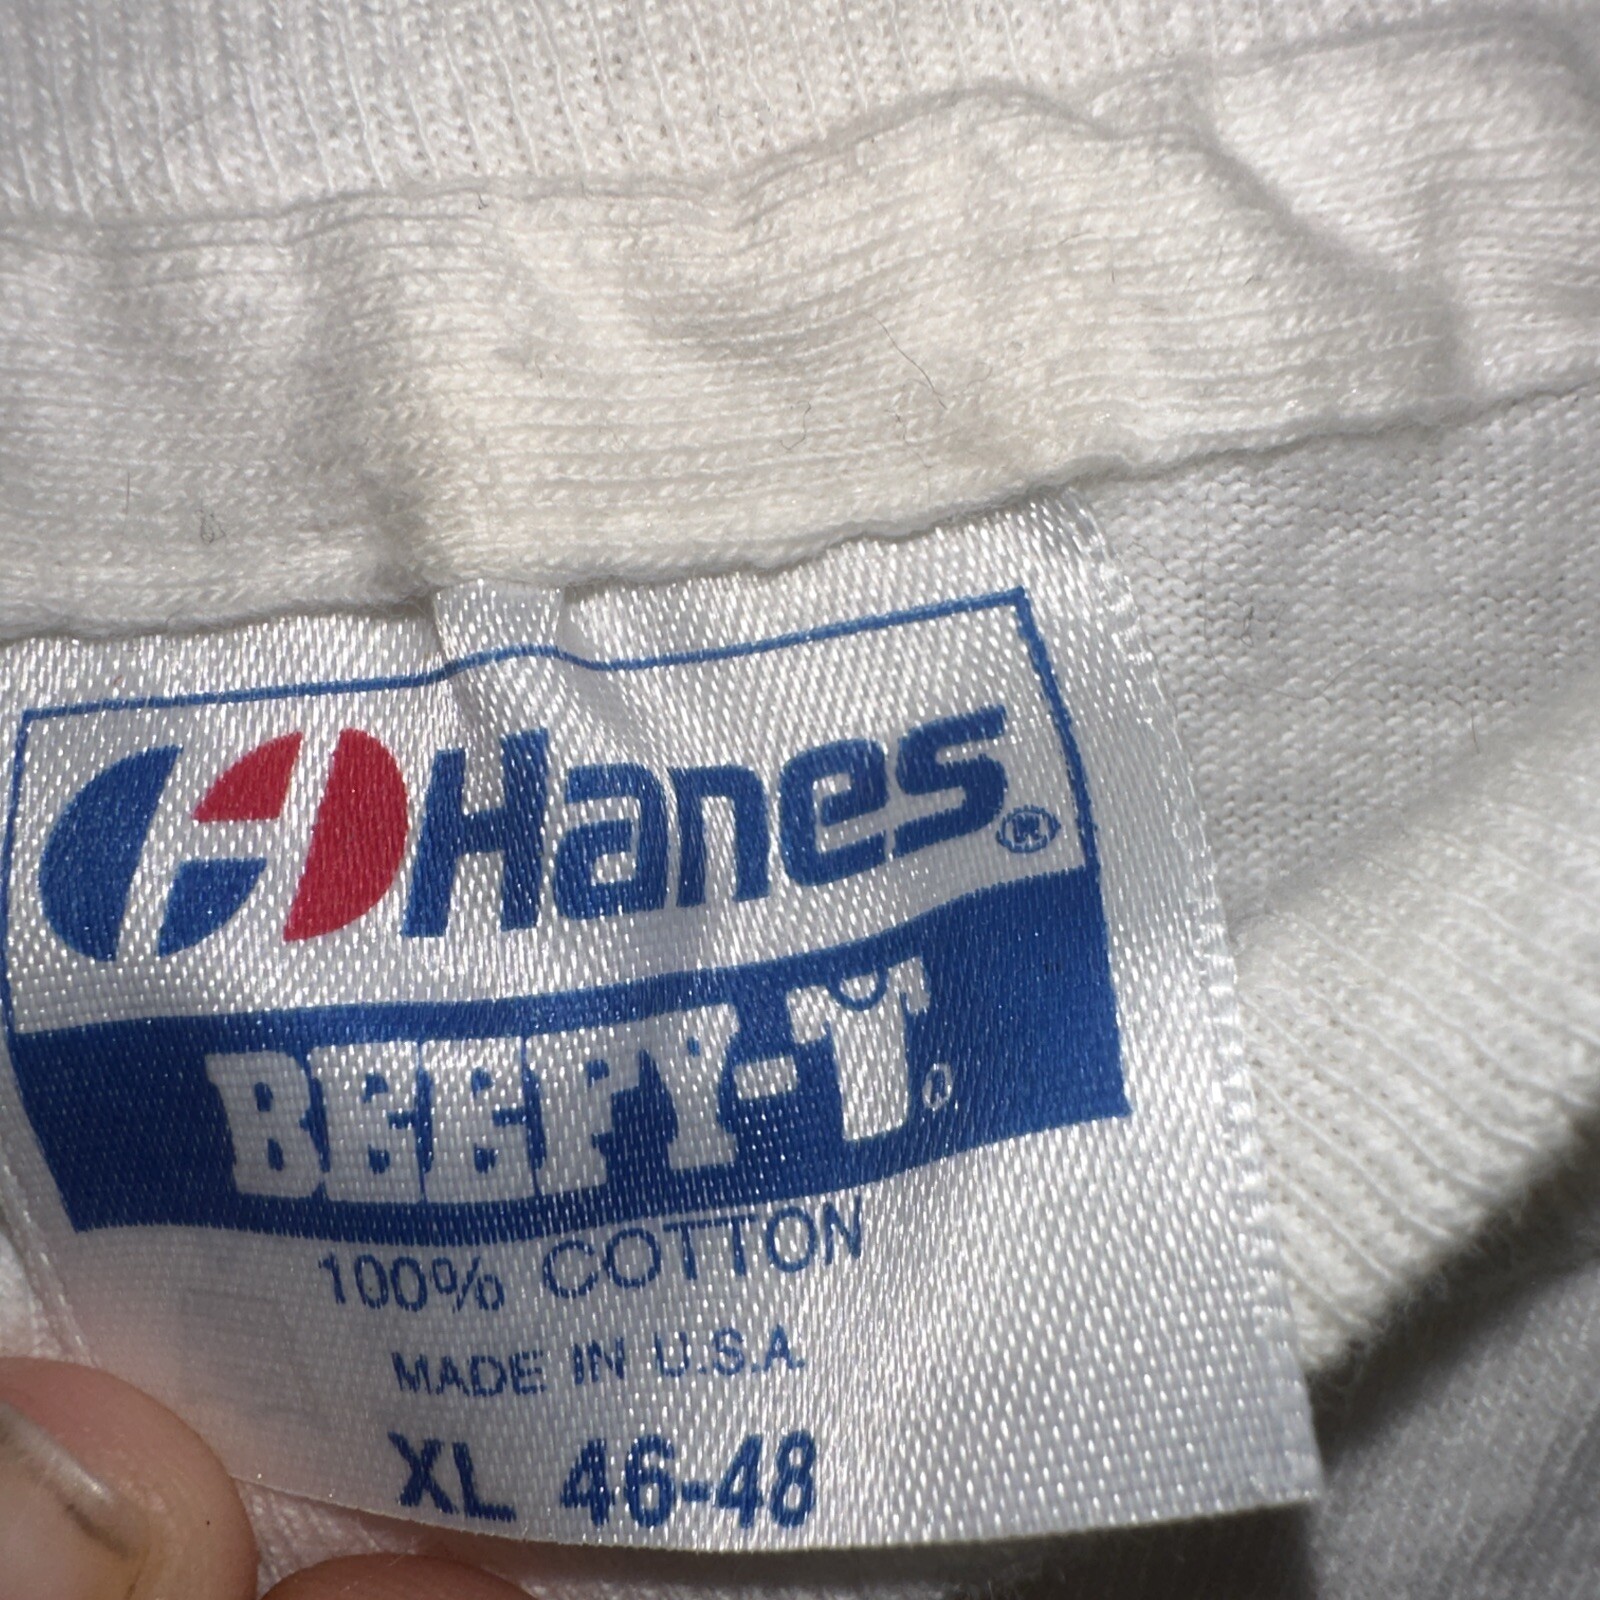 Hanes®
BEEFY-T®
100% COTTON
MADE IN U.S.A.
XL 46-48